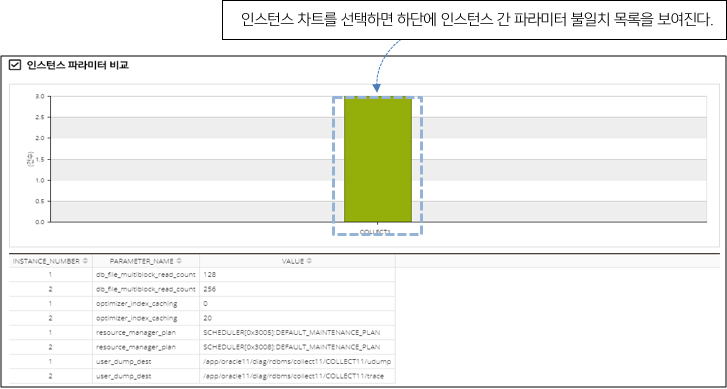 인스턴스 차트를 선택하면 하단에 인스턴스 간 파라미터 불일치 목록을 보여진다.
인스턴스 파라미터 비교
3.0
2.5
2.0
1.5
1.0
0.5
0.0
(건수)
COLLECT1
INSTANCE_NUMBER PARAMETER_NAME VALUE
1 db_file_multiblock_read_count 128
2 db_file_multiblock_read_count 256
1 optimizer_index_caching 0
2 optimizer_index_caching 20
1 resource_manager_plan SCHEDULER[0x3005]:DEFAULT_MAINTENANCE_PLAN
2 resource_manager_plan SCHEDULER[0x3008]:DEFAULT_MAINTENANCE_PLAN
1 user_dump_dest /app/oracle11/diag/rdbms/collect11/COLLECT11/udump
2 user_dump_dest /app/oracle11/diag/rdbms/collect11/COLLECT11/trace